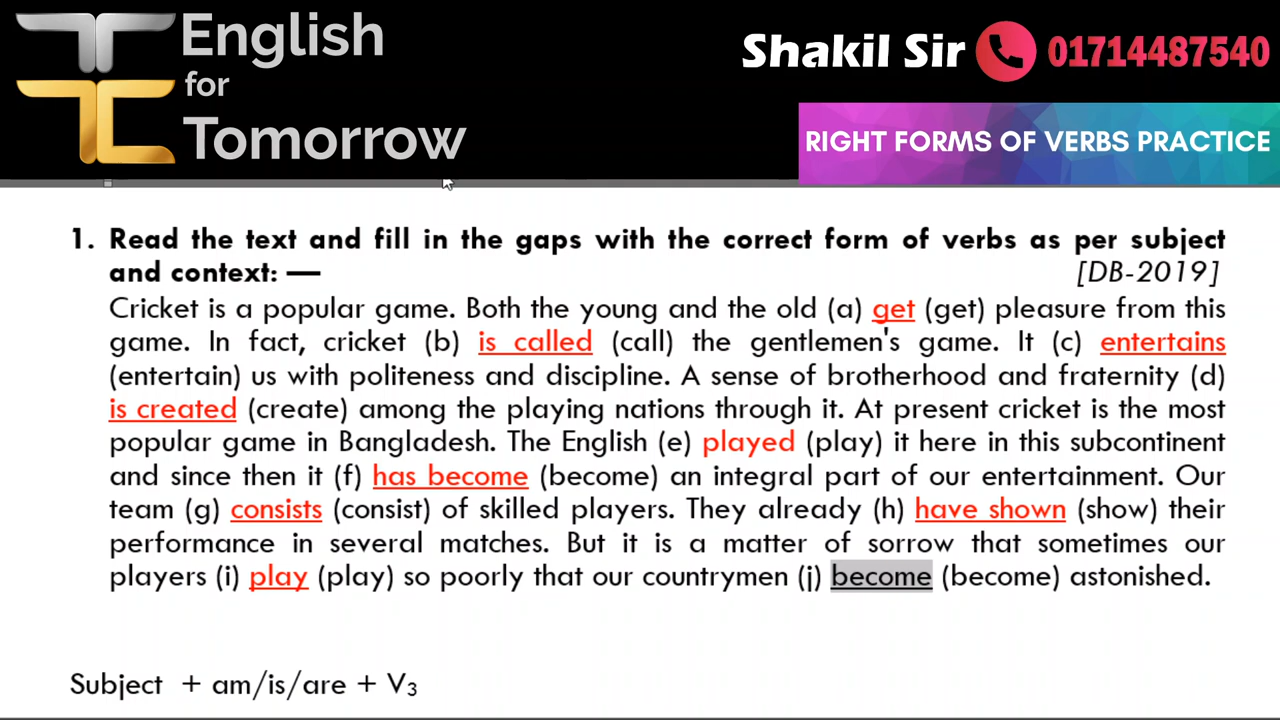 English
for
Tomorrow
Shakil Sir 01714487540
RIGHT FORMS OF VERBS PRACTICE
1. Read the text and fill in the gaps with the correct form of verbs as per subject
and context: — [DB-2019]
Cricket is a popular game. Both the young and the old (a) get (get) pleasure from this
game. In fact, cricket (b) is called (call) the gentlemen's game. It (c) entertains
(entertain) us with politeness and discipline. A sense of brotherhood and fraternity (d)
is created (create) among the playing nations through it. At present cricket is the most
popular game in Bangladesh. The English (e) played (play) it here in this subcontinent
and since then it (f) has become (become) an integral part of our entertainment. Our
team (g) consists (consist) of skilled players. They already (h) have shown (show) their
performance in several matches. But it is a matter of sorrow that sometimes our
players (i) play (play) so poorly that our countrymen (j) become (become) astonished.
Subject + am/is/are + V₃